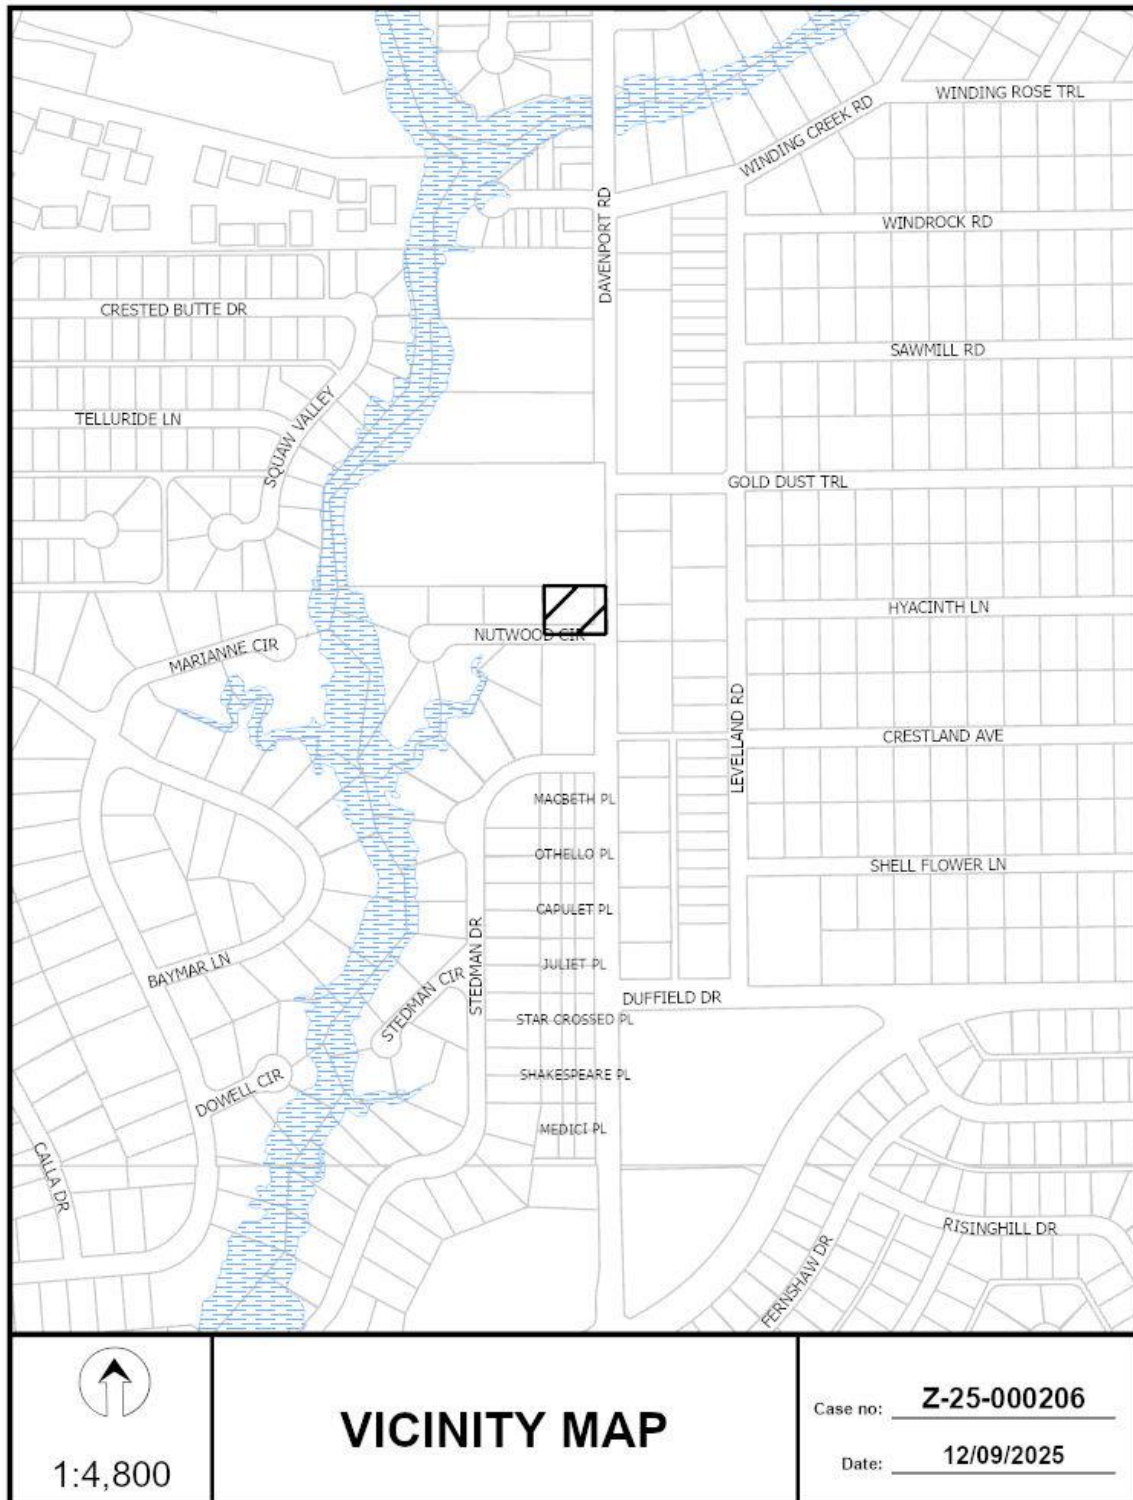 WINDING ROSE TRL
WINDING CREEK RD
DAVENPORT RD
WINDROCK RD
CRESTED BUTTE DR
SAWMILL RD
TELLURIDE LN
SQUAW VALLEY
GOLD DUST TRL
HYACINTH LN
NUTWOOD CIR
MARIANNE CIR
LEVELLAND RD
CRESTLAND AVE
MACBETH PL
OTHELLO PL
SHELL FLOWER LN
CAPULET PL
STEDMAN DR
BAYMAR LN
JULIET PL
STEDMAN CIR
DUFFIELD DR
STAR CROSSED PL
SHAKESPEARE PL
DOWELL CIR
MEDICI PL
CALLA DR
RISINGHILL DR
FERNSHAW DR
1:4,800
VICINITY MAP
Case no: Z-25-000206
Date: 12/09/2025